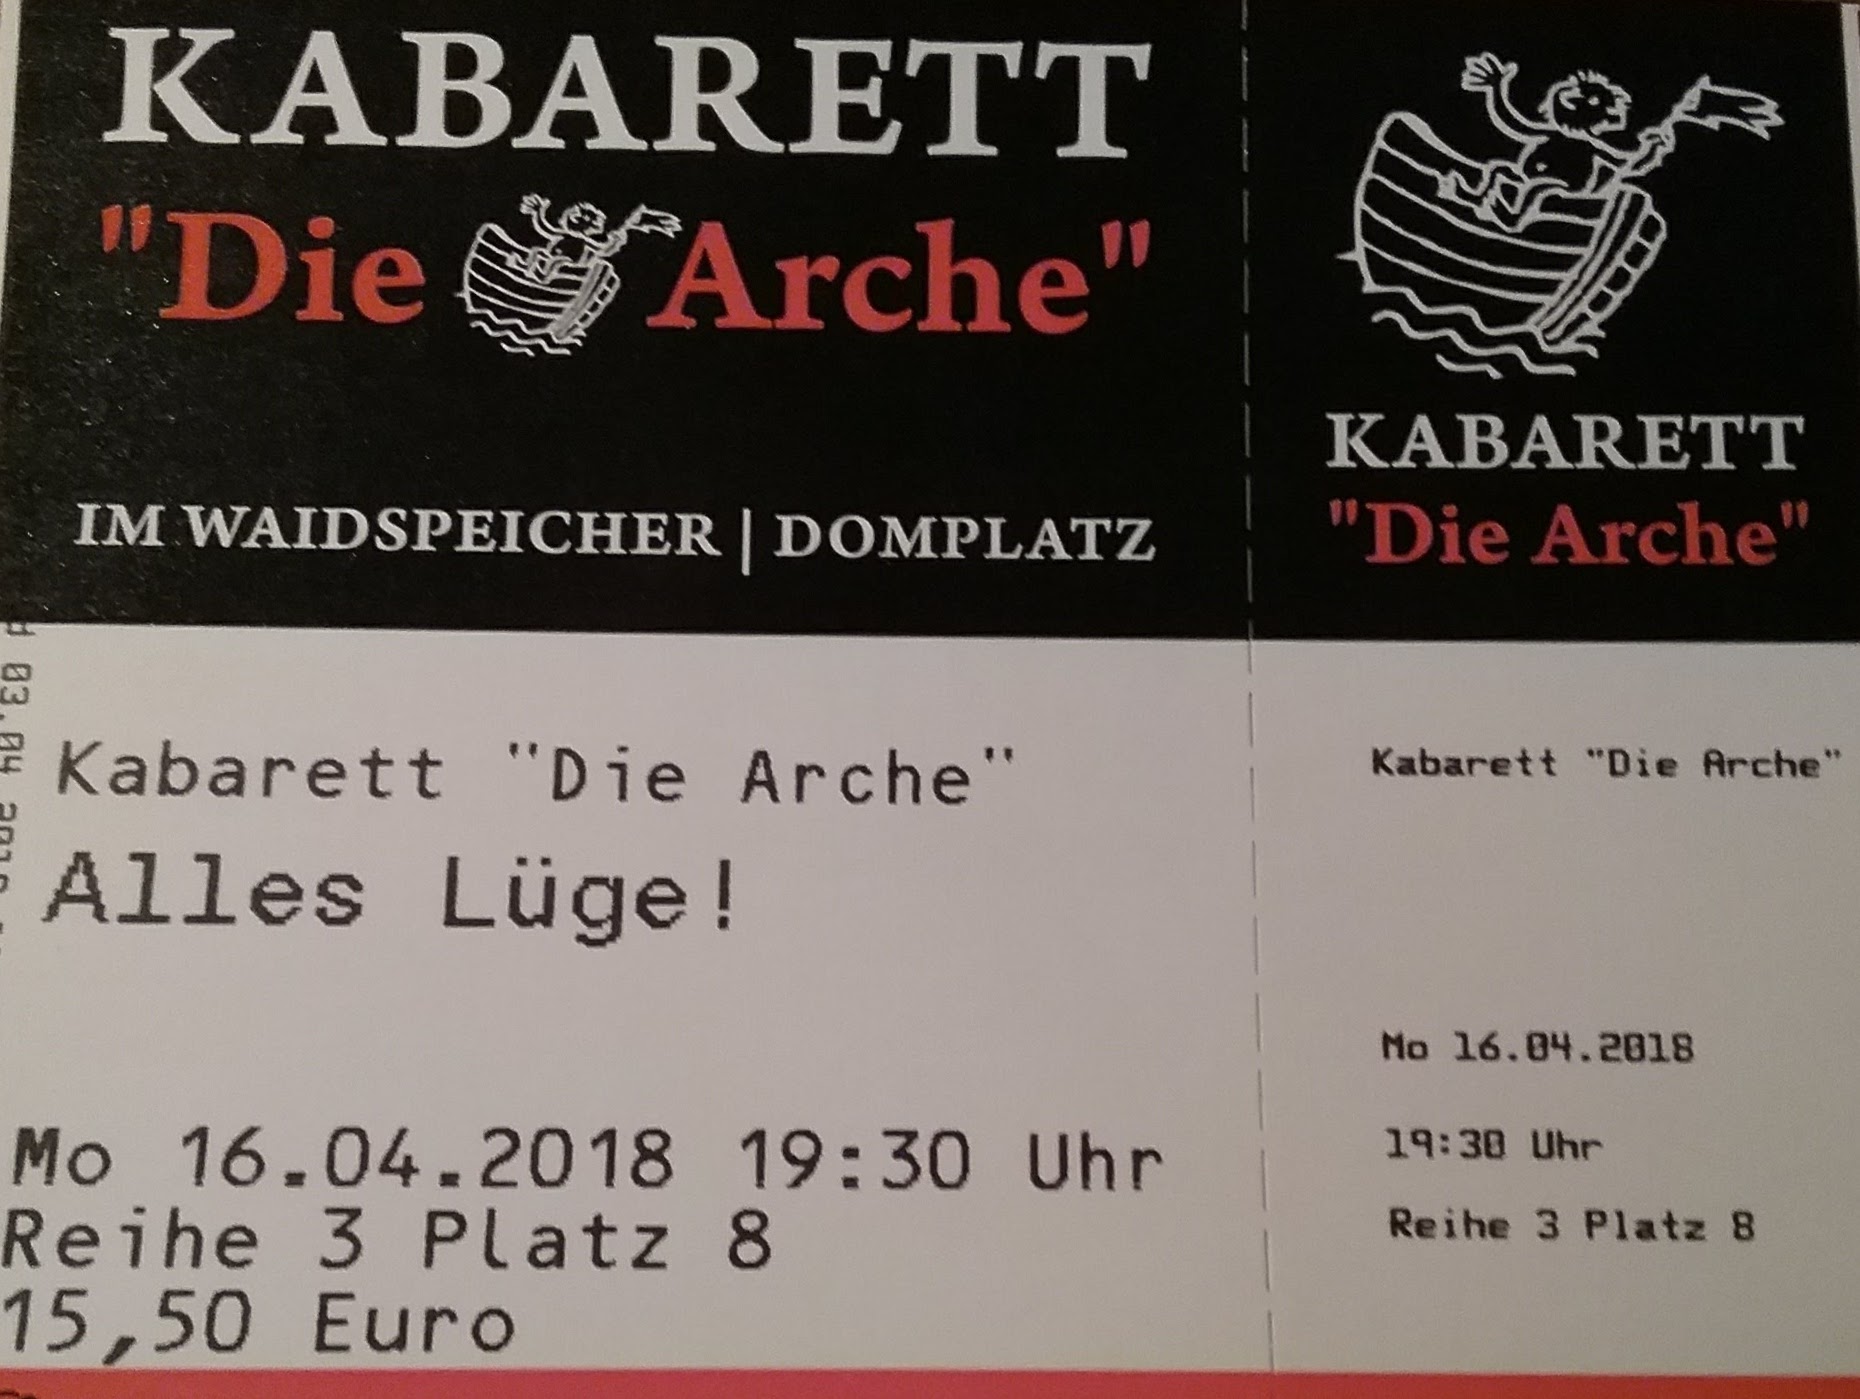 KABARETT
"Die Arche"
IM WAIDSPEICHER | DOMPLATZ
Kabarett "Die Arche"
Alles Lüge!
Mo 16.04.2018 19:30 Uhr
Reihe 3 Platz 8
15,50 Euro
KABARETT
"Die Arche"
Kabarett "Die Arche"
Mo 16.04.2018
19:30 Uhr
Reihe 3 Platz 8
03.04